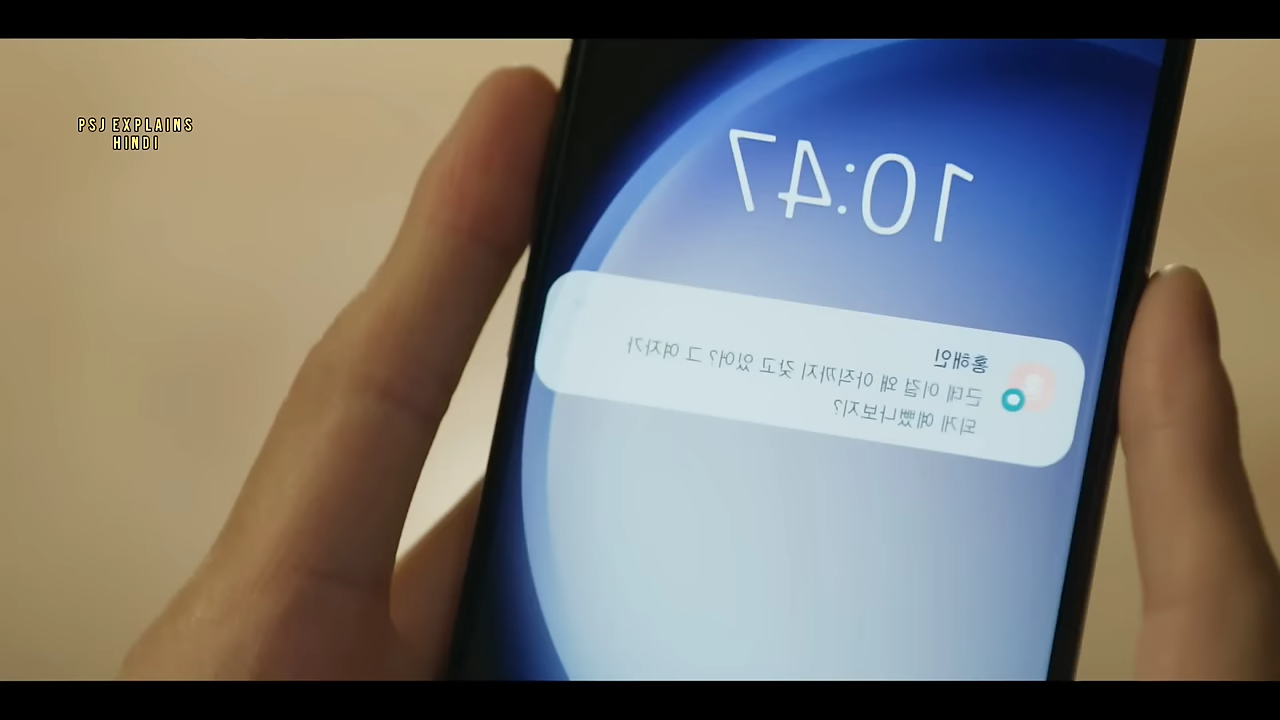 PSJ EXPLAINS
HINDI
10:47
홍해인
근데 이걸 왜 아직까지 갖고 있어? 그 여자가
되게 예뻤나보지?